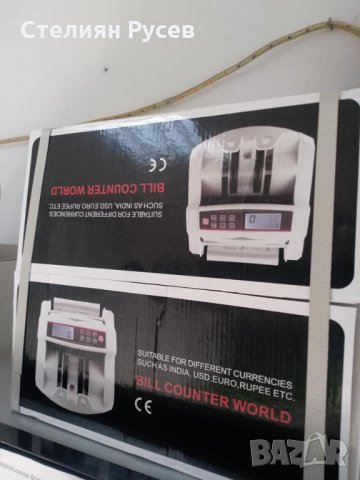 Стелиян Русев
BILL COUNTER WORLD
SUCH AS INDIA, USD,EURO,RUPEE ETC.
SUITABLE FOR DIFFERENT CURRENCIES
CE
0
SUITABLE FOR DIFFERENT CURRENCIES
SUCH AS INDIA, USD,EURO,RUPEE ETC.
BILL COUNTER WORLD
CE
BAZAR